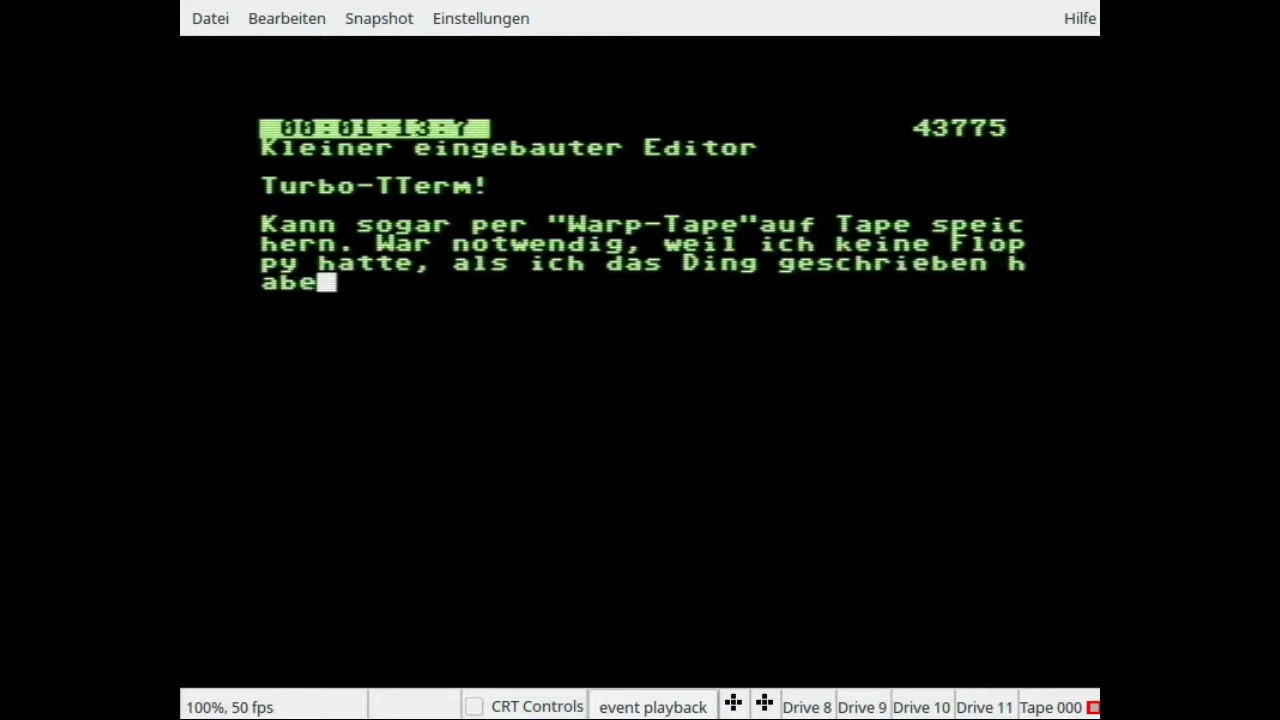 Datei Bearbeiten Snapshot Einstellungen Hilfe
00:01:13:7 43775
Kleiner eingebauter Editor
Turbo-TTerm!
Kann sogar per "Warp-Tape"auf Tape speic
hern. War notwendig, weil ich keine Flop
py hatte, als ich das Ding geschrieben h
abe
100%, 50 fps CRT Controls event playback Drive 8 Drive 9 Drive 10 Drive 11 Tape 000